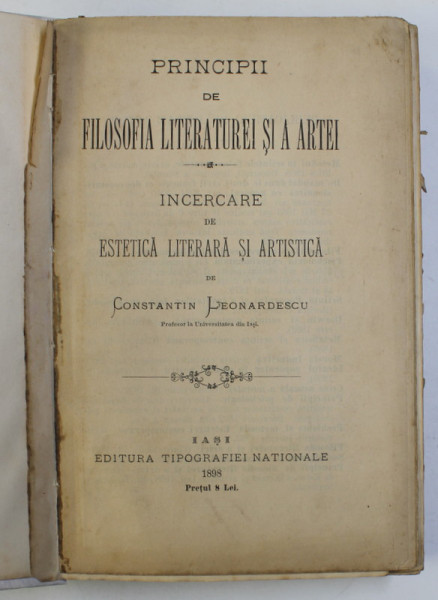 PRINCIPII
DE
FILOSOFIA LITERATUREI ȘI A ARTEI
INCERCARE
DE
ESTETICĂ LITERARĂ ȘI ARTISTICĂ
DE
CONSTANTIN LEONARDESCU
Profesor la Universitatea din Iași.
IAȘI
EDITURA TIPOGRAFIEI NATIONALE
1898
Prețul 8 Lei.